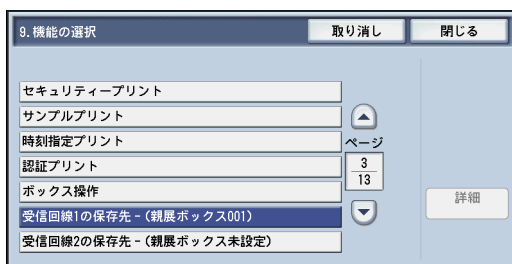 9.機能の選択 取り消し 閉じる
セキュリティープリント
サンプルプリント
時刻指定プリント
ページ
認証プリント
3
13
ボックス操作
詳細
受信回線1の保存先 - (親展ボックス001)
受信回線2の保存先 - (親展ボックス未設定)